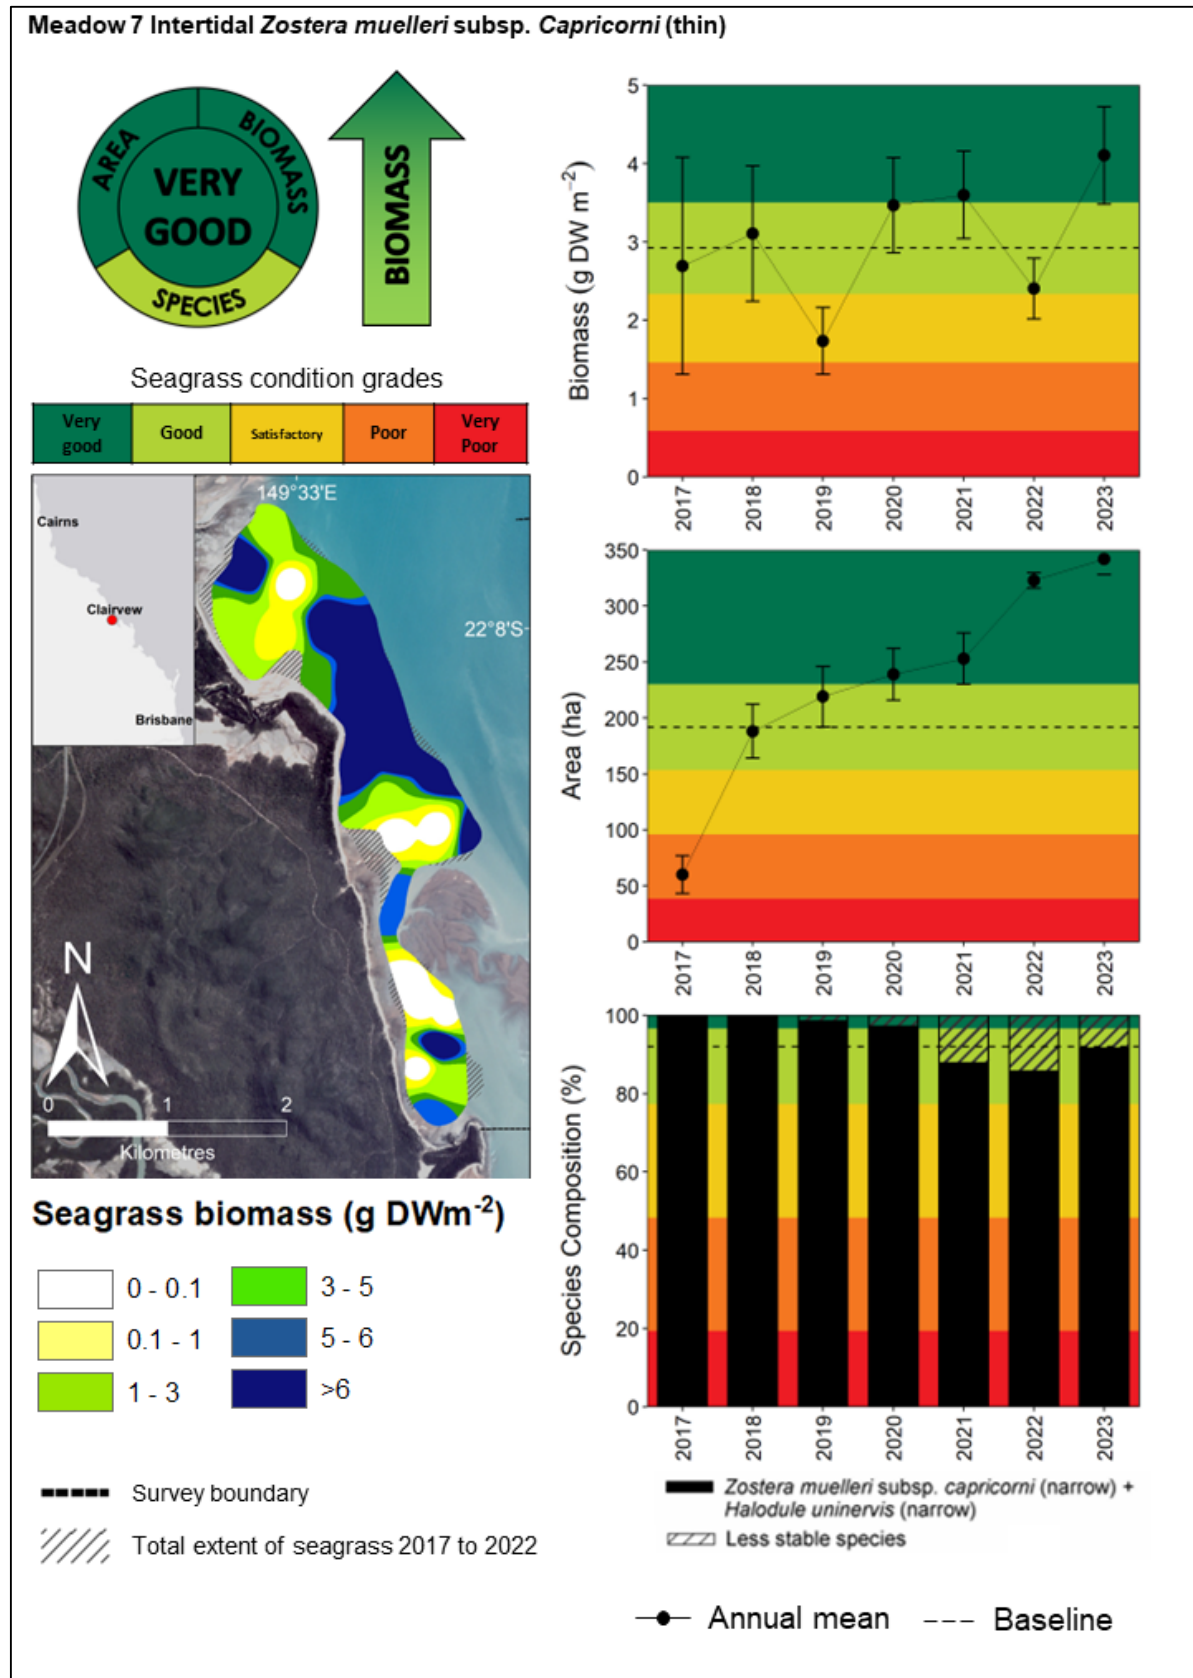 Meadow 7 Intertidal Zostera muelleri subsp. Capricorni (thin)
AREA
BIOMASS
VERY
GOOD
SPECIES
BIOMASS
Seagrass condition grades
Very
good
Good
Satisfactory
Poor
Very
Poor
149°33'E
22°8'S
Cairns
Clairvew
Brisbane
N
0 1 2
Kilometres
Seagrass biomass (g DWm-2)
0 - 0.1
0.1 - 1
1 - 3
3 - 5
5 - 6
>6
Survey boundary
Total extent of seagrass 2017 to 2022
Biomass (g DW m−2)
5
4
3
2
1
0
2017 2018 2019 2020 2021 2022 2023
Area (ha)
350
300
250
200
150
100
50
0
2017 2018 2019 2020 2021 2022 2023
Species Composition (%)
100
80
60
40
20
0
2017 2018 2019 2020 2021 2022 2023
Zostera muelleri subsp. capricorni (narrow) +
Halodule uninervis (narrow)
Less stable species
Annual mean
Baseline